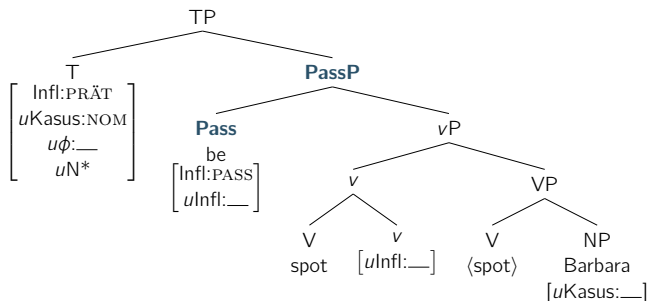 TP
T
PassP
Infl:PRÄT
uKasus:NOM
uϕ:__
uN*
Pass
be
Infl:PASS
uInfl:__
vP
v
VP
V
spot
v
[uInfl:__]
V
⟨spot⟩
NP
Barbara
[uKasus:__]